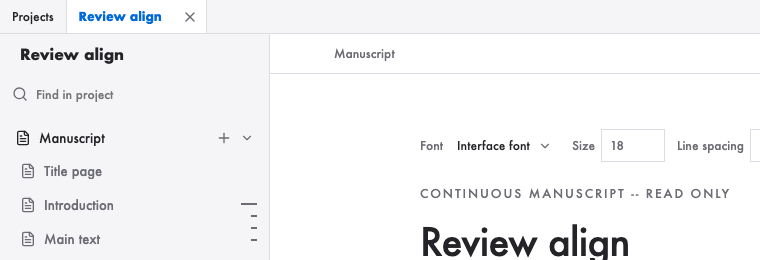 Projects
Review align
Review align
Find in project
Manuscript
Title page
Introduction
Main text
Manuscript
Font Interface font Size 18 Line spacing
CONTINUOUS MANUSCRIPT -- READ ONLY
Review align